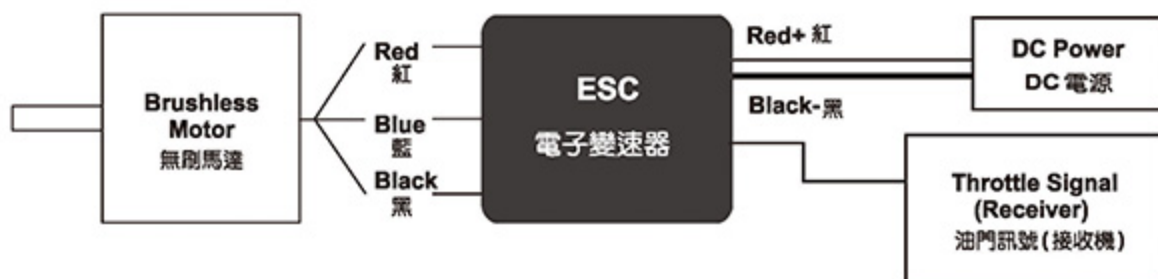 Brushless
Motor
無刷馬達
Red
紅
Blue
藍
Black
黑
ESC
電子變速器
Red+ 紅
Black-黑
DC Power
DC 電源
Throttle Signal
(Receiver)
油門訊號(接收機)